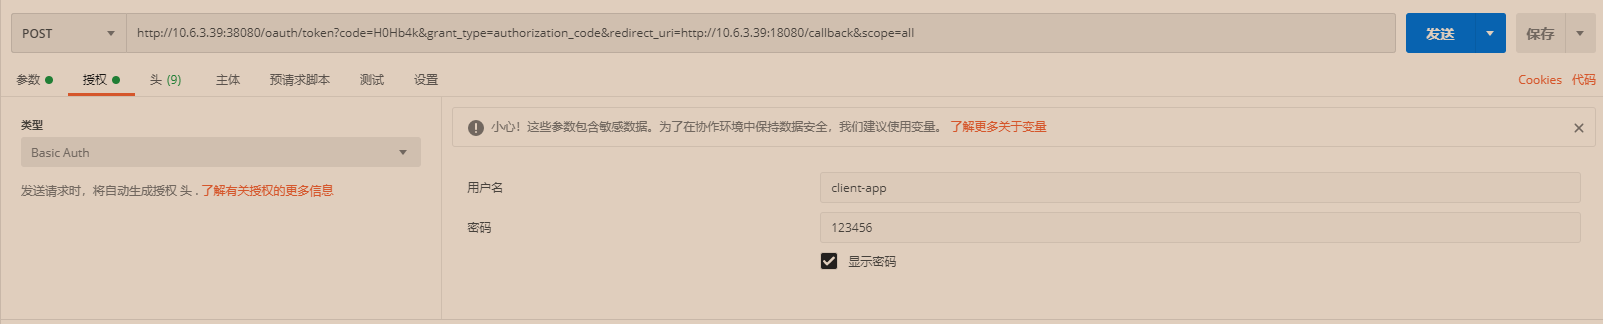 POST
http://10.6.3.39:38080/oauth/token?code=H0Hb4k&grant_type=authorization_code&redirect_uri=http://10.6.3.39:18080/callback&scope=all
发送
保存
参数
授权
头 (9)
主体
预请求脚本
测试
设置
Cookies
代码
类型
Basic Auth
发送请求时，将自动生成授权 头 . 了解有关授权的更多信息
小心！这些参数包含敏感数据。为了在协作环境中保持数据安全，我们建议使用变量。 了解更多关于变量
用户名
client-app
密码
123456
显示密码